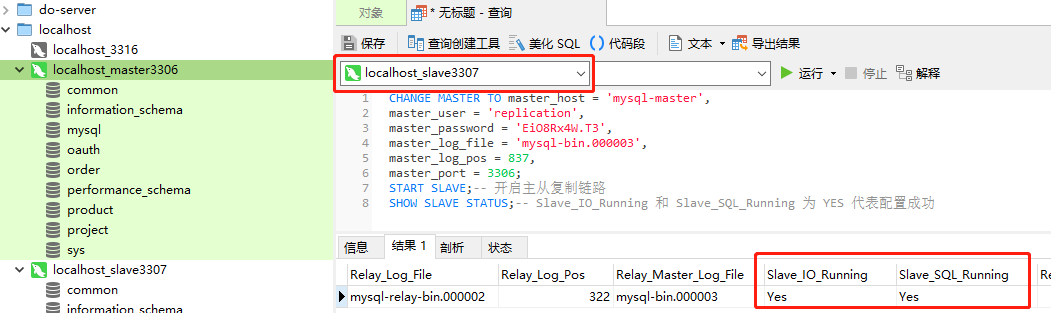 do-server
localhost
localhost_3316
localhost_master3306
common
information_schema
mysql
oauth
order
performance_schema
product
project
sys
localhost_slave3307
common
information_schema
对象
* 无标题 - 查询
保存 查询创建工具 美化 SQL () 代码段 文本 导出结果
localhost_slave3307 运行 停止 解释
1 CHANGE MASTER TO master_host = 'mysql-master',
2 master_user = 'replication',
3 master_password = 'EiO8Rx4W.T3',
4 master_log_file = 'mysql-bin.000003',
5 master_log_pos = 837,
6 master_port = 3306;
7 START SLAVE;-- 开启主从复制链路
8 SHOW SLAVE STATUS;-- Slave_IO_Running 和 Slave_SQL_Running 为 YES 代表配置成功
信息 结果 1 剖析 状态
Relay_Log_File Relay_Log_Pos Relay_Master_Log_File Slave_IO_Running Slave_SQL_Running Re
mysql-relay-bin.000002 322 mysql-bin.000003 Yes Yes